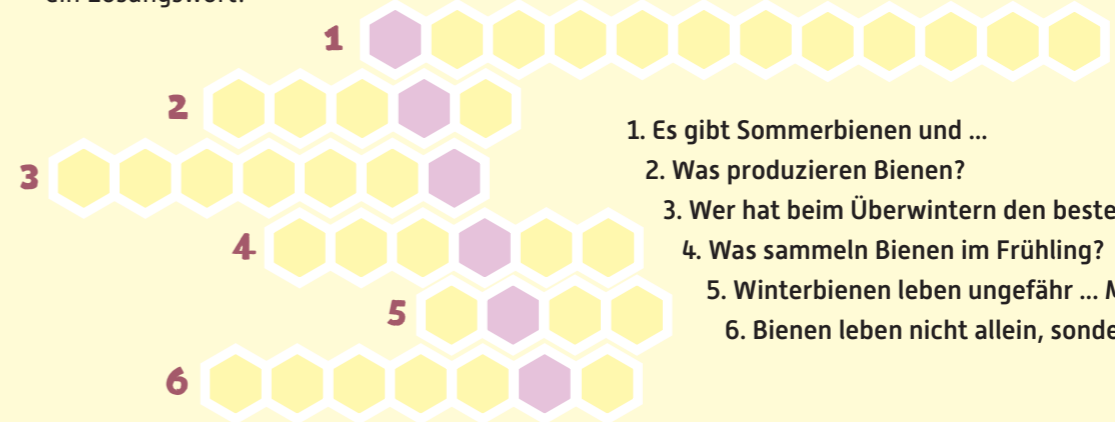 ein Lösungswort.
1
2
3
4
5
6
1. Es gibt Sommerbienen und ...
2. Was produzieren Bienen?
3. Wer hat beim Überwintern den beste
4. Was sammeln Bienen im Frühling?
5. Winterbienen leben ungefähr ...
6. Bienen leben nicht allein, sonde